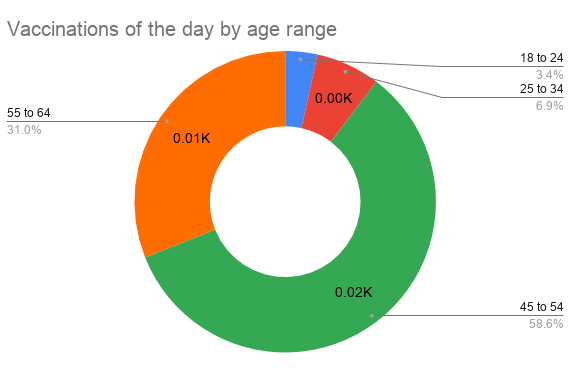 Vaccinations of the day by age range
18 to 24
3.4%
25 to 34
6.9%
0.00K
55 to 64
31.0%
0.01K
0.02K
45 to 54
58.6%